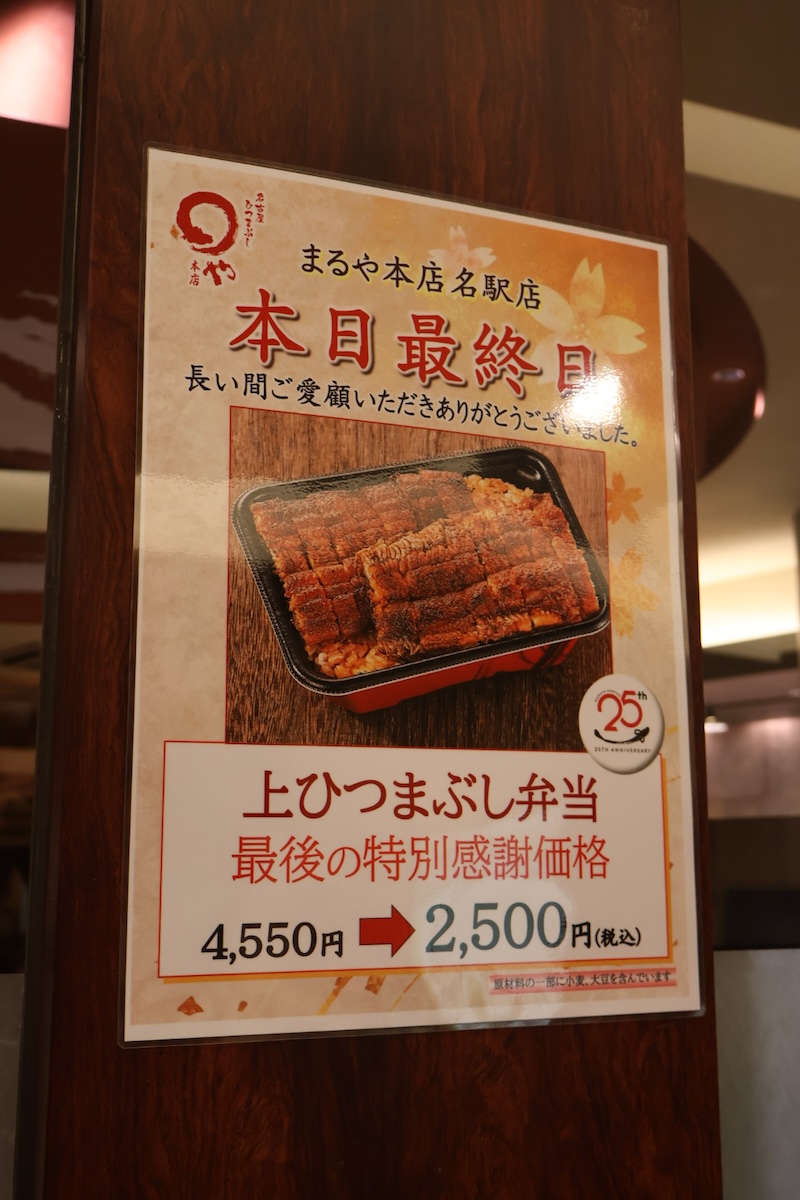 名古屋
ひつまぶし
や
本店
まるや本店名駅店
本日最終日
長い間ご愛顧いただきありがとうございました。
25th
25TH ANNIVERSARY
上ひつまぶし弁当
最後の特別感謝価格
4,550円 2,500円(税込)
原材料の一部に小麦、大豆を含んでいます